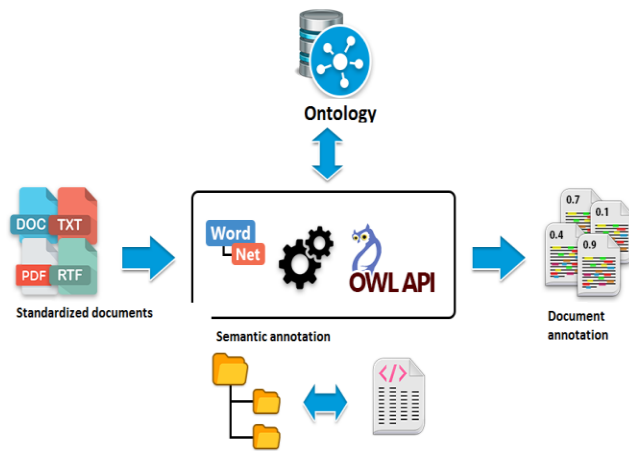 Ontology
DOC TXT
PDF RTF
Standardized documents
Word
Net
OWL API
Semantic annotation
</>
0.7
0.1
0.4
0.9
Document
annotation